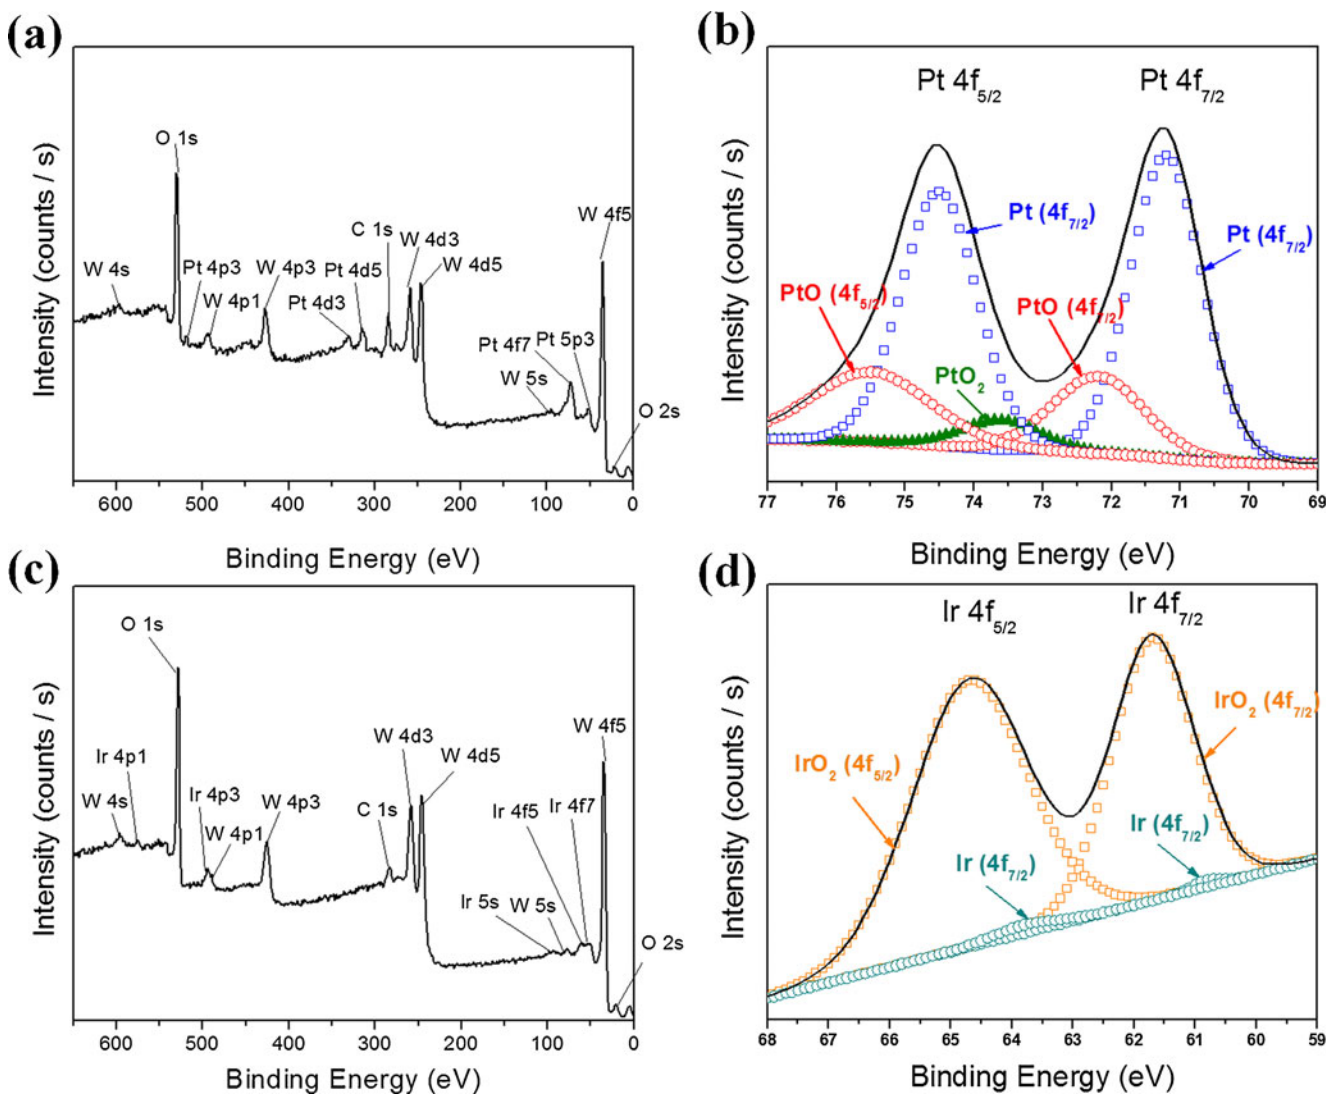 (a)
O 1s
W 4s
Pt 4p3
W 4p1
W 4p3
Pt 4d3
Pt 4d5
C 1s
W 4d3
W 4d5
Pt 4f7
W 5s
Pt 5p3
W 4f5
O 2s
Intensity (counts / s)
600 500 400 300 200 100 0
Binding Energy (eV)
(b)
Pt 4f5/2
Pt 4f7/2
Pt (4f7/2)
Pt (4f7/2)
PtO (4f5/2)
PtO (4f7/2)
PtO2
Intensity (counts / s)
77 76 75 74 73 72 71 70 69
Binding Energy (eV)
(c)
O 1s
Ir 4p1
W 4s
Ir 4p3
W 4p1
W 4p3
C 1s
W 4d3
W 4d5
Ir 5s
W 5s
Ir 4f5
Ir 4f7
W 4f5
O 2s
Intensity (counts / s)
600 500 400 300 200 100 0
Binding Energy (eV)
(d)
Ir 4f5/2
Ir 4f7/2
IrO2 (4f7/2)
IrO2 (4f5/2)
Ir (4f7/2)
Ir (4f7/2)
Intensity (counts / s)
68 67 66 65 64 63 62 61 60 59
Binding Energy (eV)